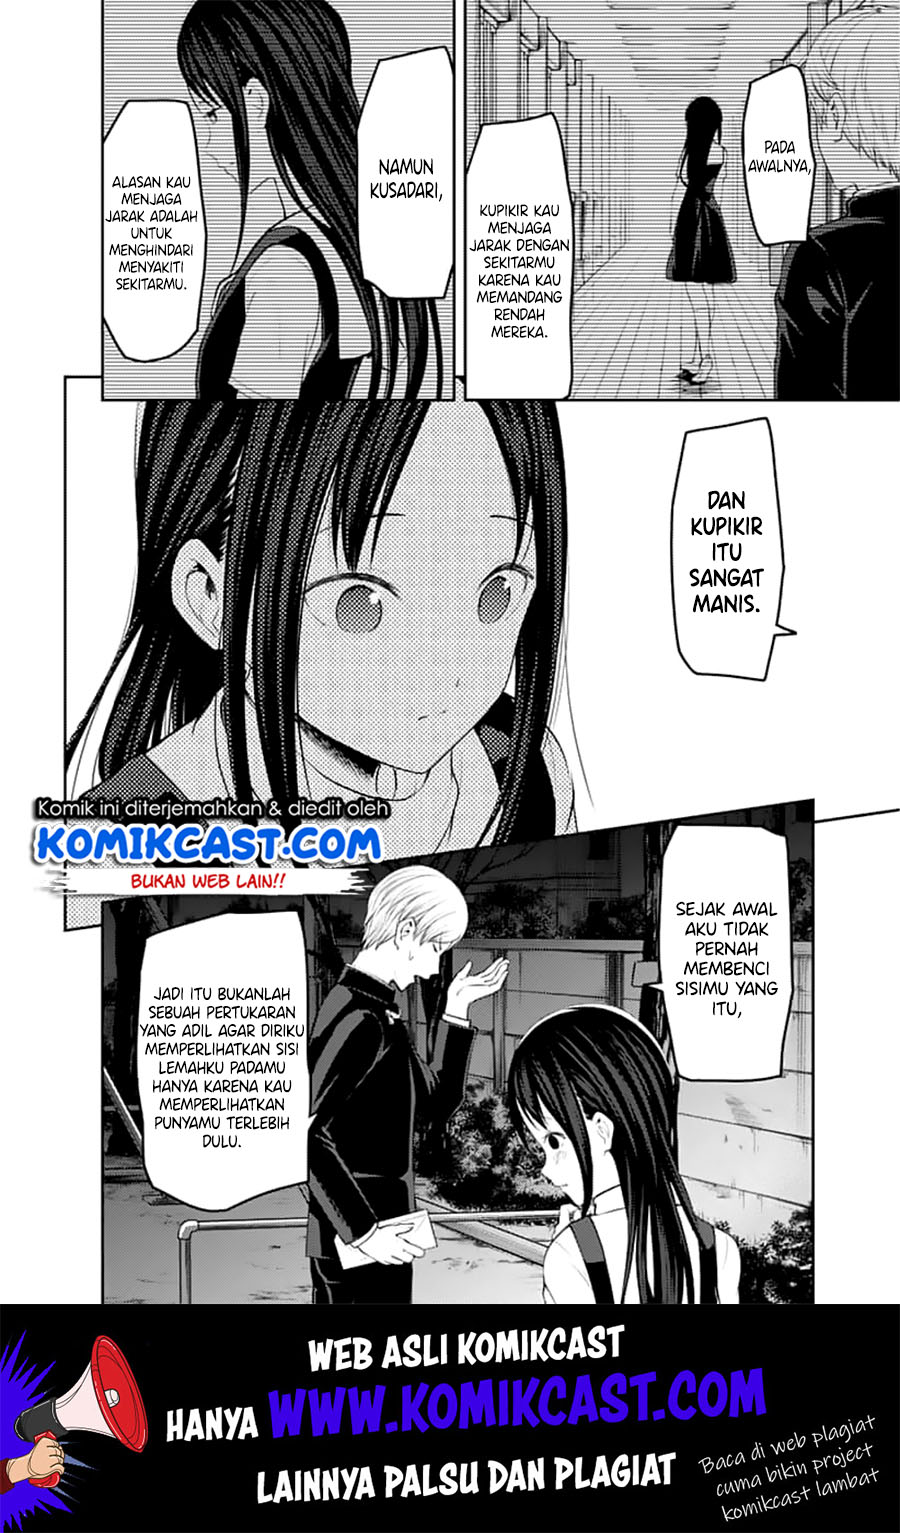 PADA
AWALNYA,
KUPIKIR KAU
MENJAGA
JARAK DENGAN
SEKITARMU
KARENA KAU
MEMANDANG
RENDAH
MEREKA.
NAMUN
KUSADARI,
ALASAN KAU
MENJAGA
JARAK ADALAH
UNTUK
MENGHINDARI
MENYAKITI
SEKITARMU.
DAN
KUPIKIR
ITU
SANGAT
MANIS.
Komik ini diterjemahkan & diedit oleh
KOMIKCAST.COM
BUKAN WEB LAIN!!
SEJAK AWAL
AKU TIDAK
PERNAH
MEMBENCI
SISIMU YANG
ITU,
JADI ITU BUKANLAH
SEBUAH PERTUKARAN
YANG ADIL AGAR DIRIKU
MEMPERLIHATKAN SISI
LEMAHKU PADAMU
HANYA KARENA KAU
MEMPERLIHATKAN
PUNYAMU TERLEBIH
DULU.
WEB ASLI KOMIKCAST
HANYA WWW.KOMIKCAST.COM
LAINNYA PALSU DAN PLAGIAT
Baca di web plagiat
cuma bikin project
komikcast lambat